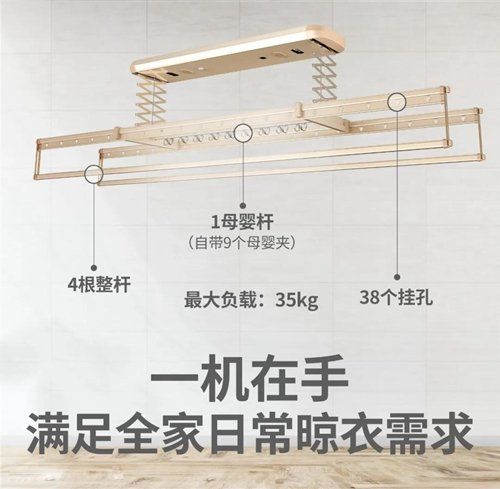 1母婴杆
（自带9个母婴夹）
4根整杆
最大负载：35kg
38个挂孔
一机在手
满足全家日常晾衣需求